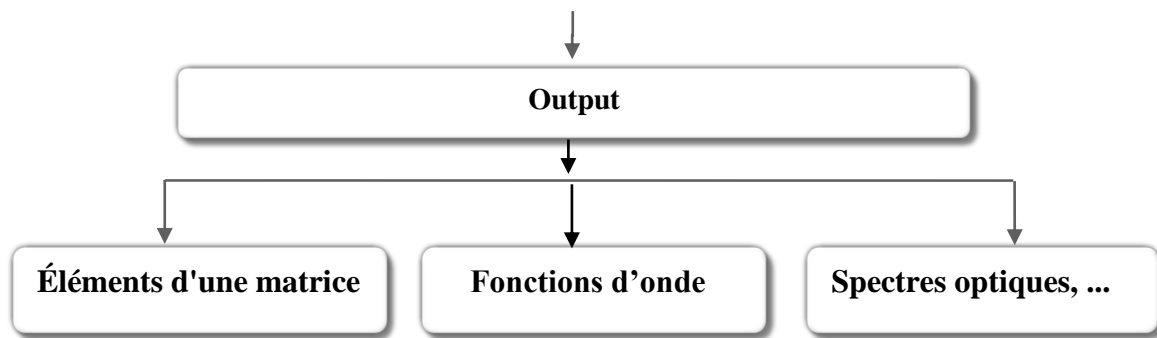 Output
Éléments d'une matrice
Fonctions d’onde
Spectres optiques, ...